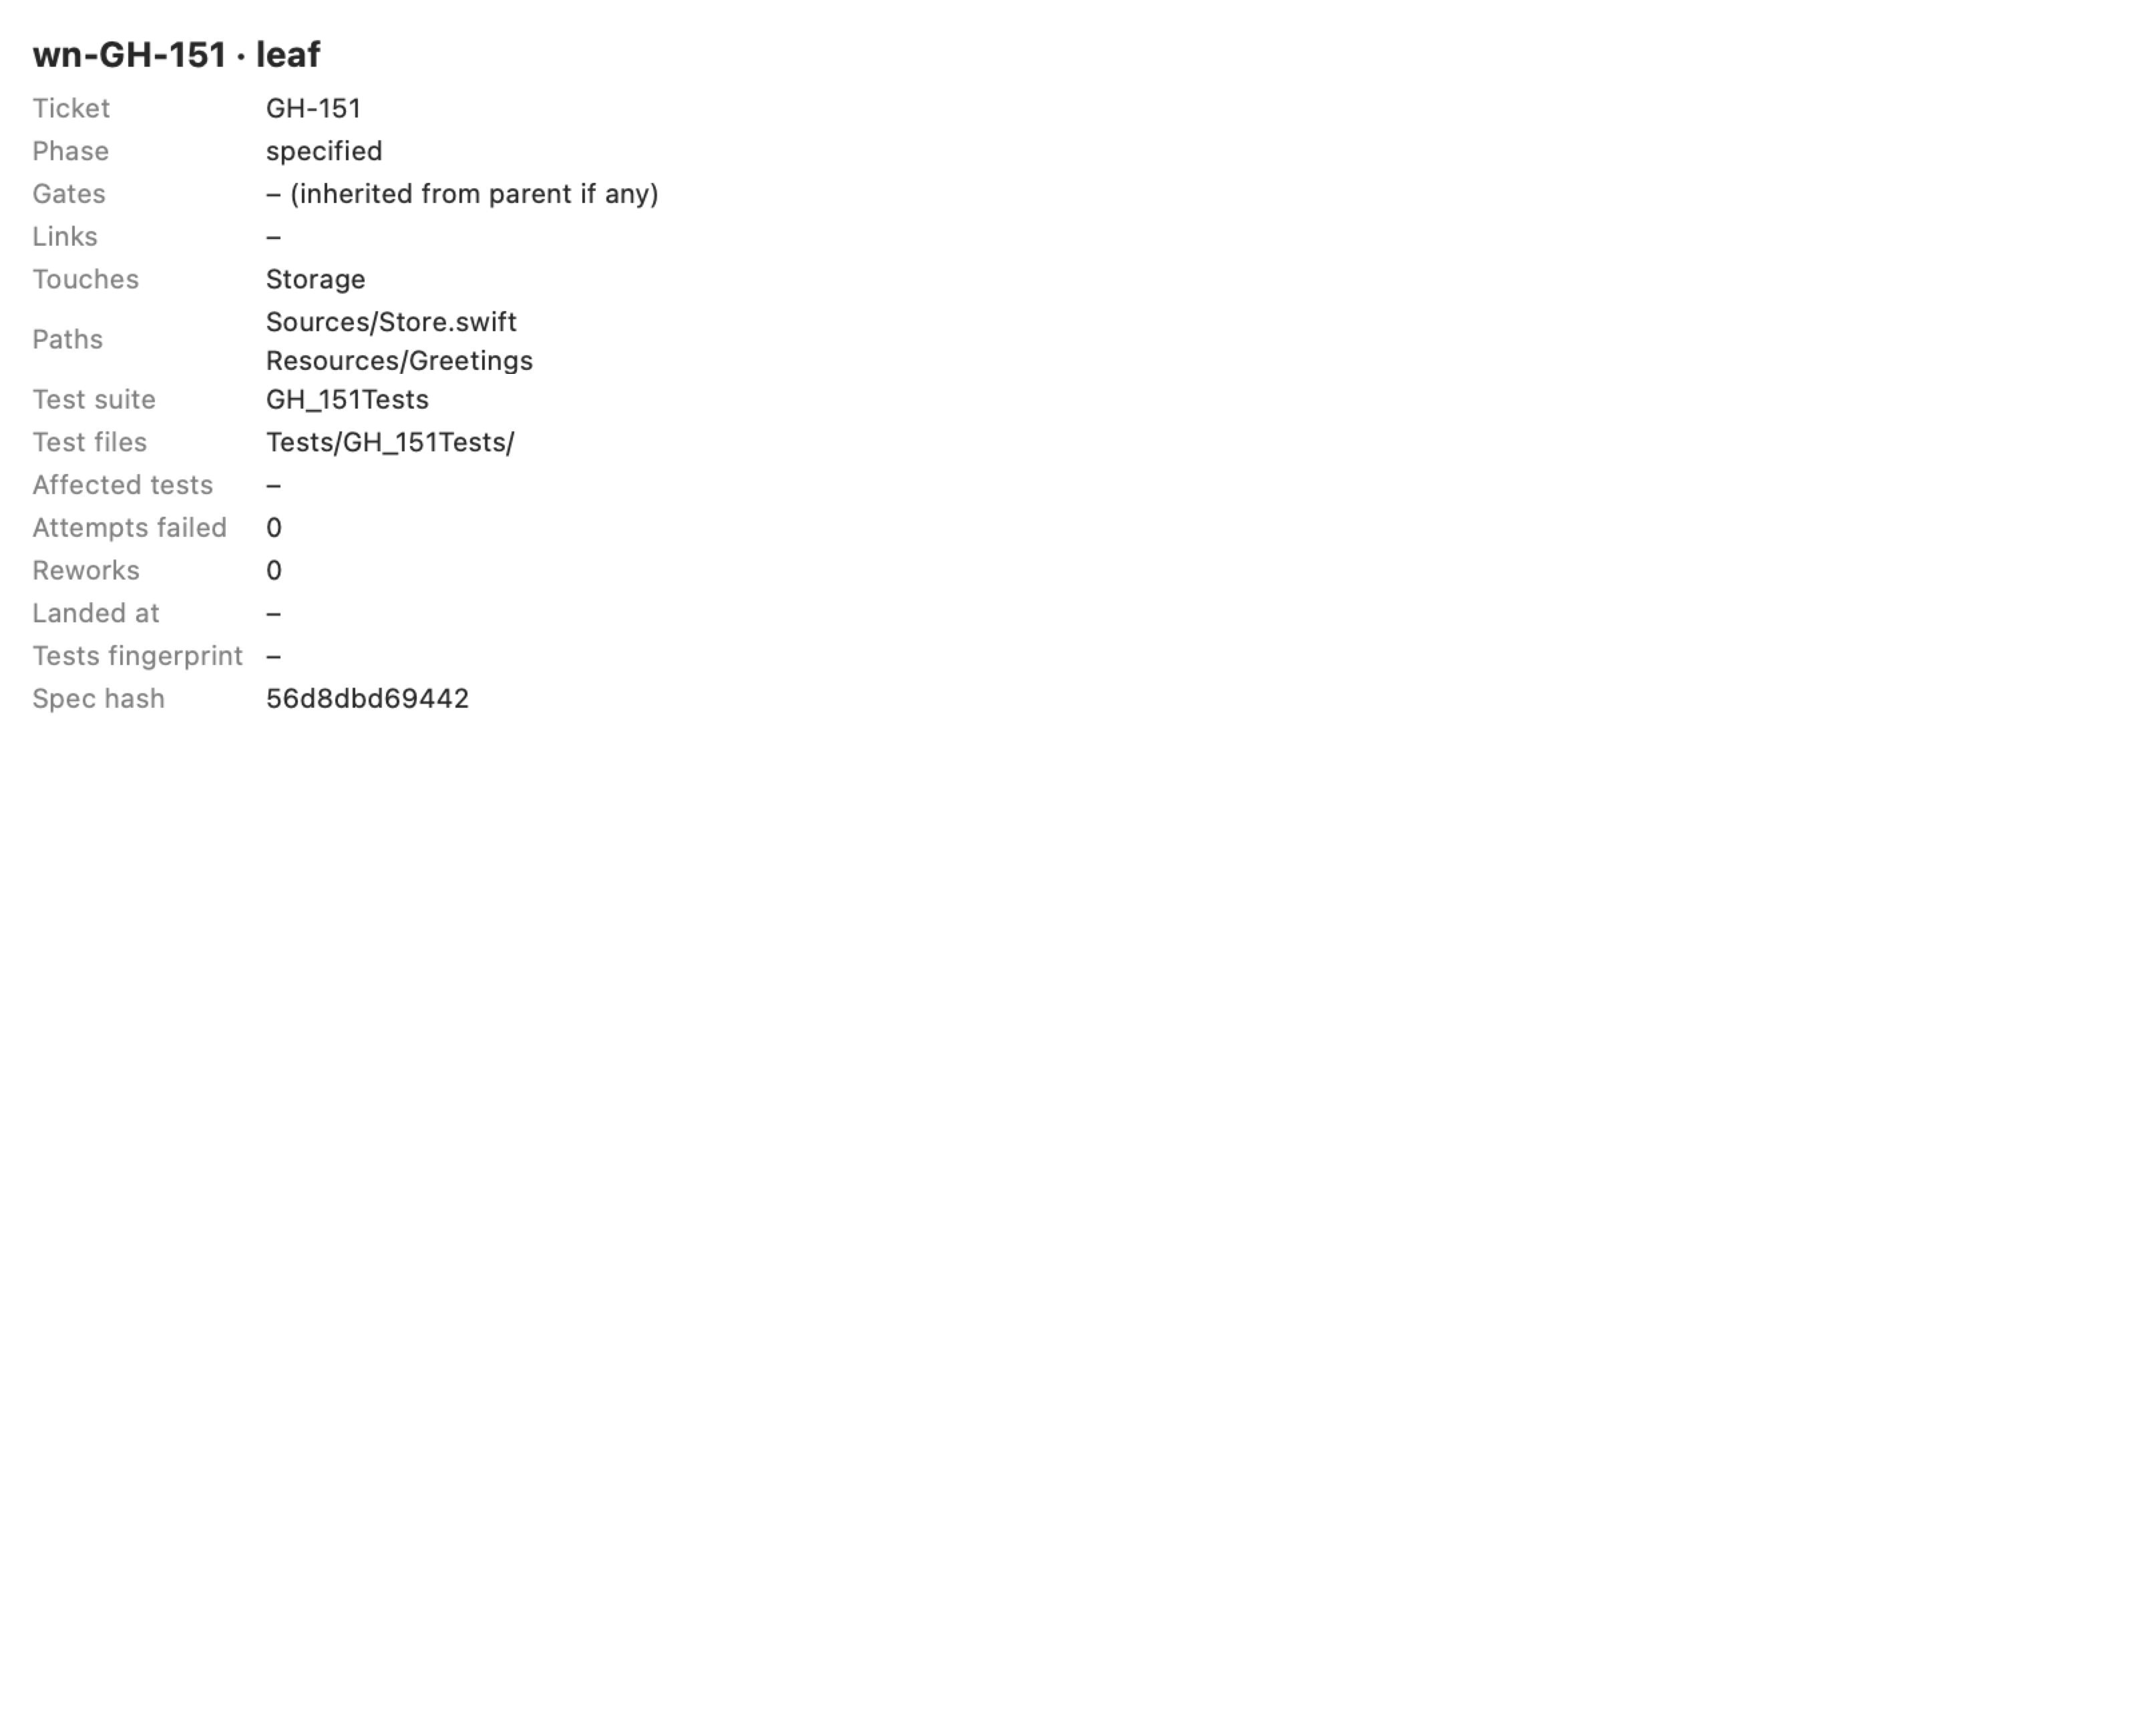 wn-GH-151 · leaf
Ticket GH-151
Phase specified
Gates – (inherited from parent if any)
Links –
Touches Storage
Paths Sources/Store.swift
Resources/Greetings
Test suite GH_151Tests
Test files Tests/GH_151Tests/
Affected tests –
Attempts failed 0
Reworks 0
Landed at –
Tests fingerprint –
Spec hash 56d8dbd69442